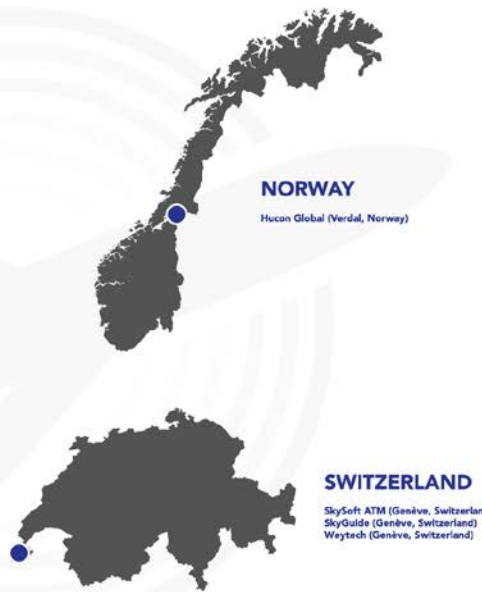 NORWAY
Hucon Global (Verdal, Norway)
SWITZERLAND
SkySoft ATM (Genève, Switzerlan
SkyGuide (Genève, Switzerland)
Weytech (Genève, Switzerland)